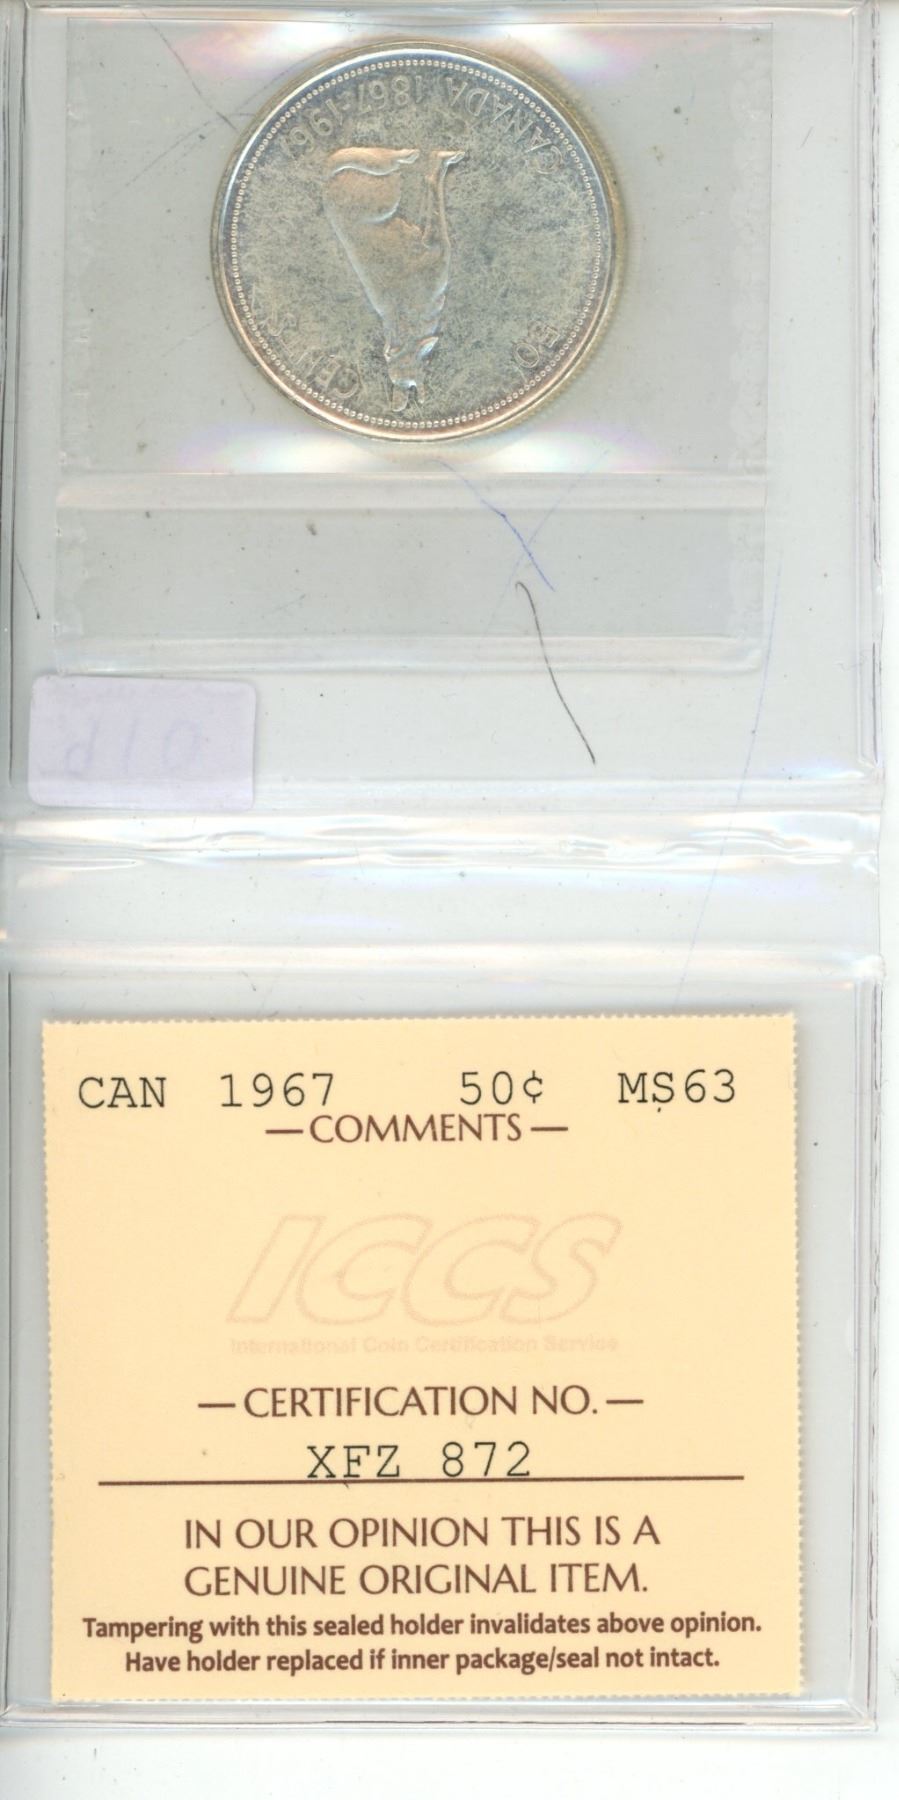 CANADA 1867-1967
50
CENTS
CAN 1967 50¢ MS63
—COMMENTS—
ICCS
International Coin Certification Service
—CERTIFICATION NO.—
XFZ 872
IN OUR OPINION THIS IS A
GENUINE ORIGINAL ITEM.
Tampering with this sealed holder invalidates above opinion.
Have holder replaced if inner package/seal not intact.